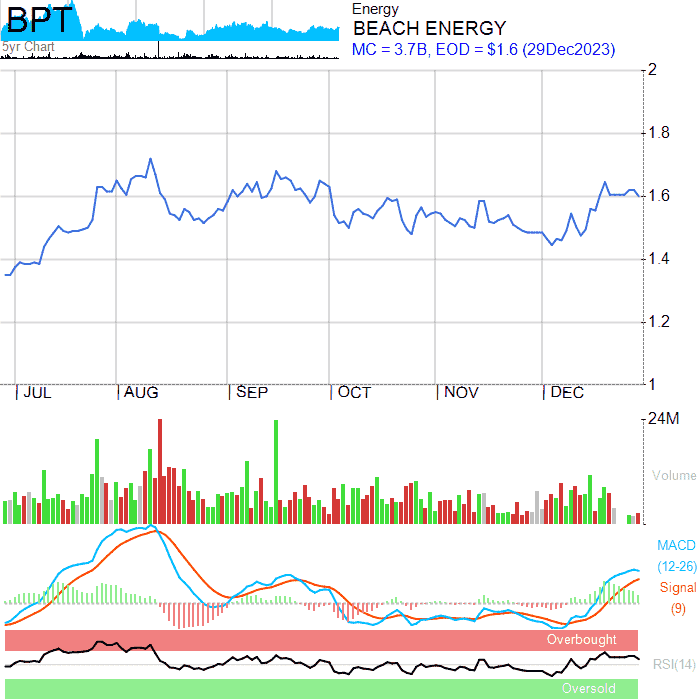 BPT
5yr Chart
Energy
BEACH ENERGY
MC = 3.7B, EOD = $1.6 (29Dec2023)
2
1.8
1.6
1.4
1.2
1
JUL AUG SEP OCT NOV DEC
24M
Volume
MACD
(12-26)
Signal
(9)
Overbought
RSI(14)
Oversold